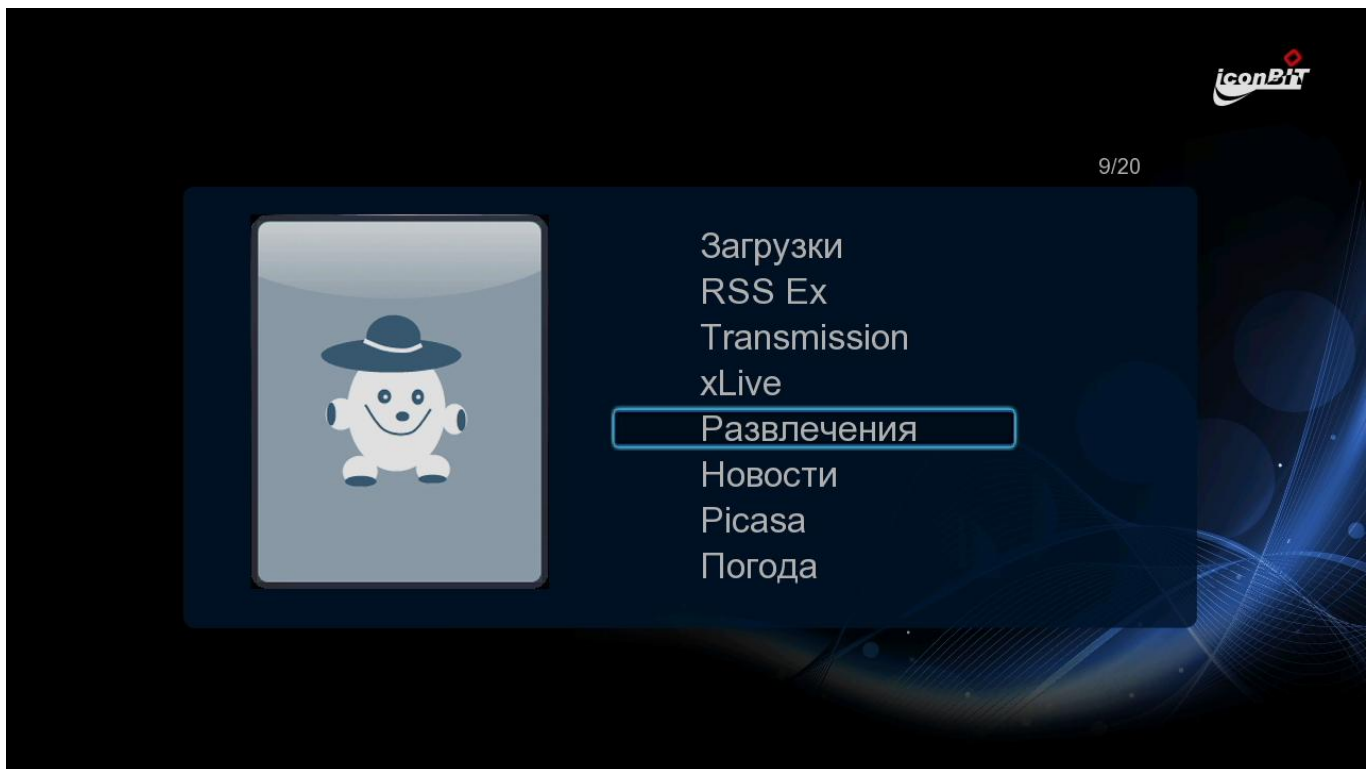 iconBIT
9/20
Загрузки
RSS Ex
Transmission
xLive
Развлечения
Новости
Picasa
Погода